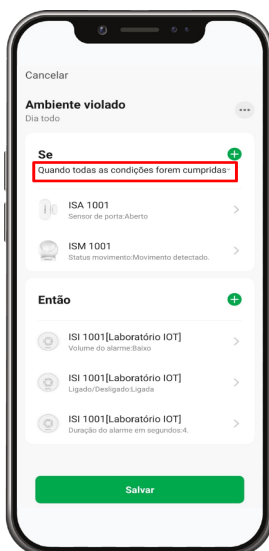 Cancelar
Ambiente violado
Dia todo
Se
Quando todas as condições forem cumpridas
ISA 1001
Sensor de porta:Aberto
ISM 1001
Status movimento:Movimento detectado.
Então
ISI 1001[Laboratório IOT]
Volume do alarme:Baixo
ISI 1001[Laboratório IOT]
Ligado/Desligado:Ligada
ISI 1001[Laboratório IOT]
Duração do alarme em segundos:4.
Salvar